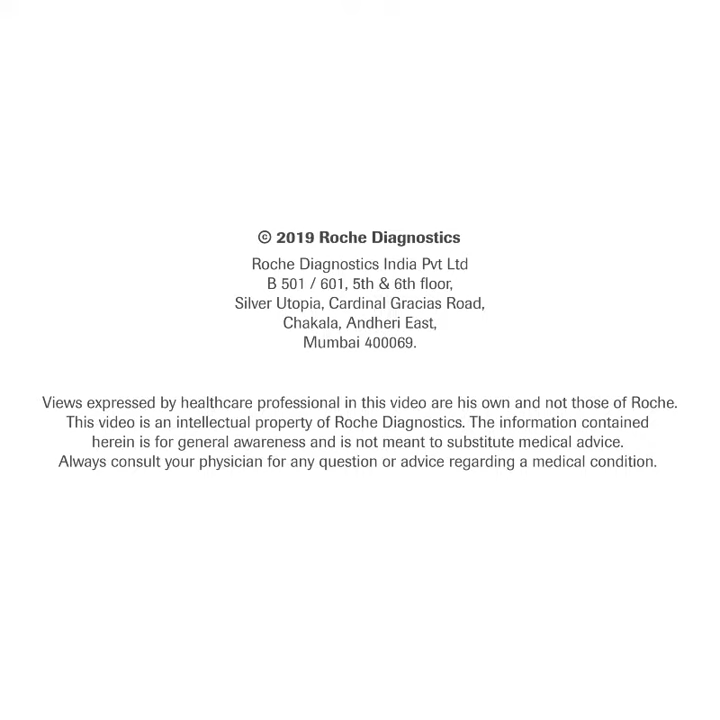 © 2019 Roche Diagnostics
Roche Diagnostics India Pvt Ltd
B 501 / 601, 5th & 6th floor,
Silver Utopia, Cardinal Gracias Road,
Chakala, Andheri East,
Mumbai 400069.
Views expressed by healthcare professional in this video are his own and not those of Roche.
This video is an intellectual property of Roche Diagnostics. The information contained
herein is for general awareness and is not meant to substitute medical advice.
Always consult your physician for any question or advice regarding a medical condition.